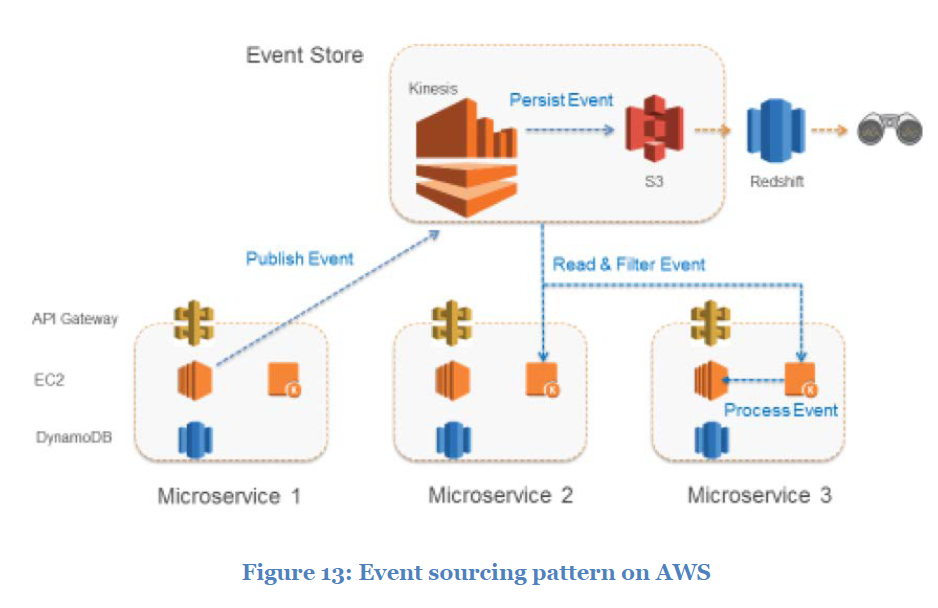 Event Store
Kinesis
Persist Event
S3
Redshift
Publish Event
Read & Filter Event
API Gateway
EC2
K
K
K
Process Event
DynamoDB
Microservice 1
Microservice 2
Microservice 3
Figure 13: Event sourcing pattern on AWS